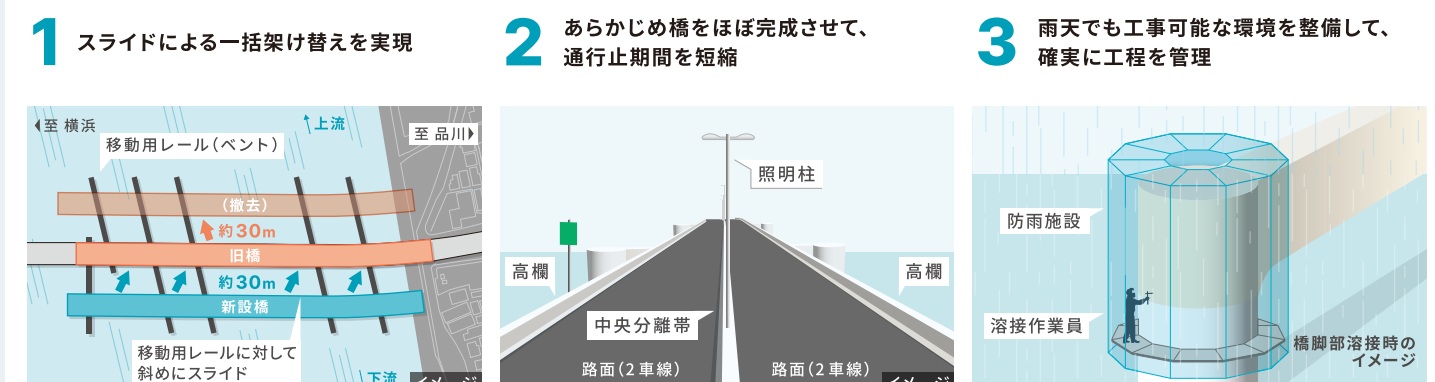 1
スライドによる一括架け替えを実現
至 横浜
移動用レール（ベント）
上流
至 品川
（撤去）
約30m
旧橋
約30m
新設橋
移動用レールに対して
斜めにスライド
下流
イメージ
2
あらかじめ橋をほぼ完成させて、
通行止期間を短縮
照明柱
高欄
高欄
中央分離帯
路面（2車線）
路面（2車線）
イメージ
3
雨天でも工事可能な環境を整備して、
確実に工程を管理
防雨施設
溶接作業員
橋脚部溶接時の
イメージ